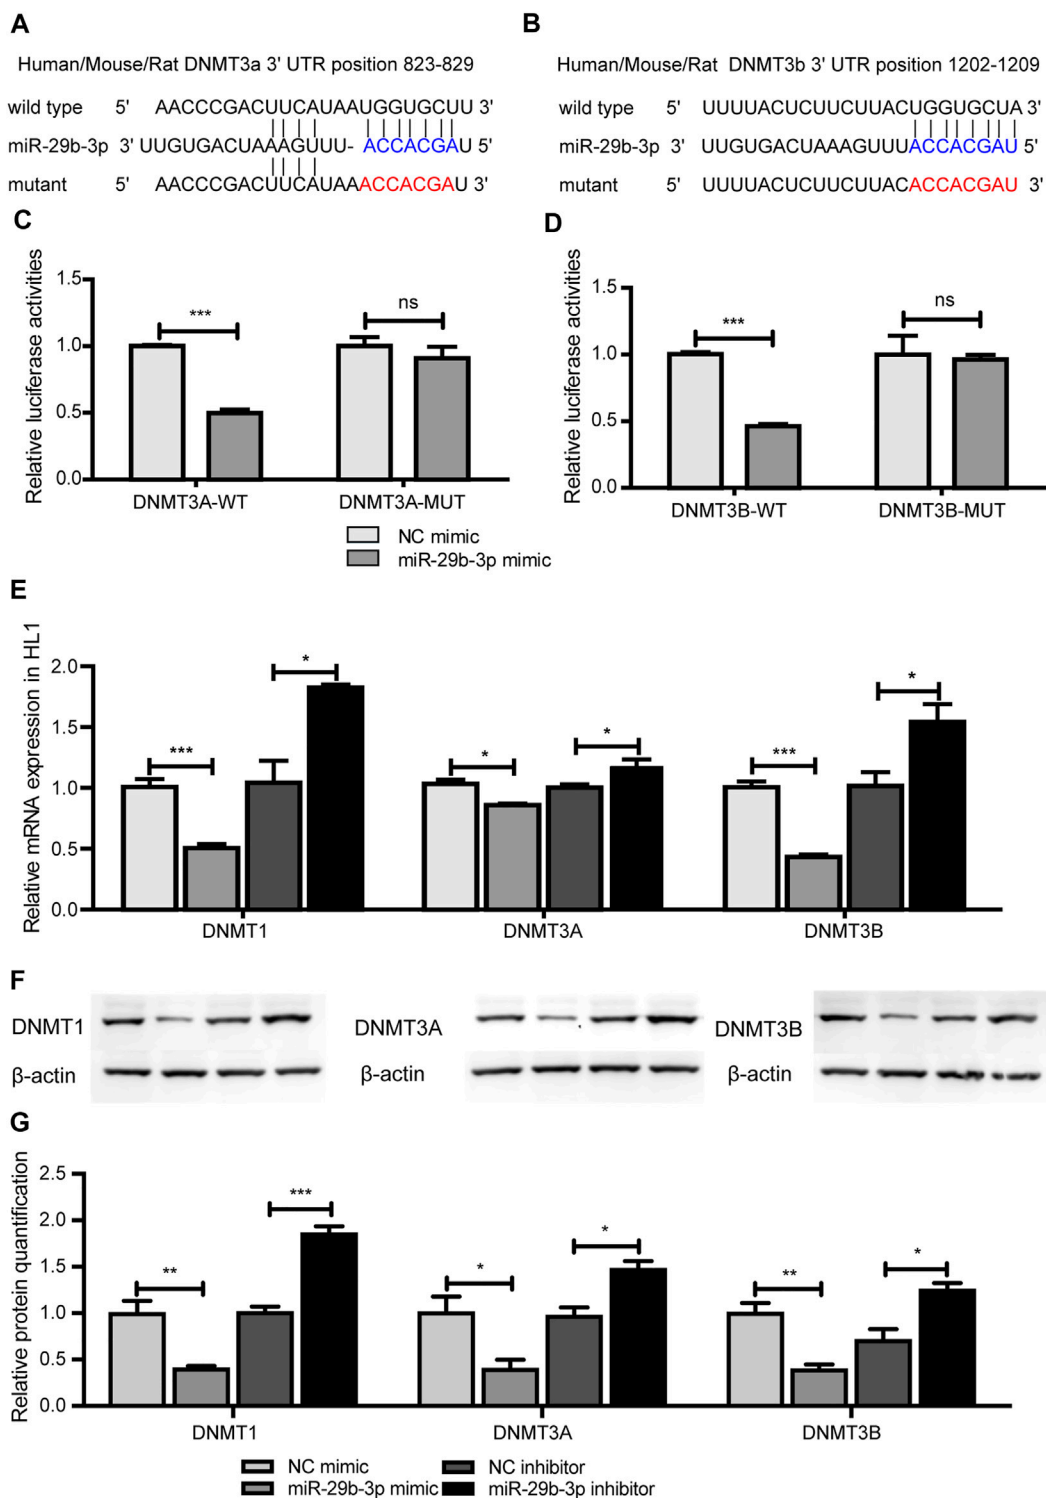 A
Human/Mouse/Rat DNMT3a 3' UTR position 823-829
wild type 5' AACCCGACUUCAUAAUGGUGCUU 3'
miR-29b-3p 3' UUGUGACUAAAGUUU- ACCACGAU 5'
mutant 5' AACCCGACUUCAUAAACCACGAU 3'
B
Human/Mouse/Rat DNMT3b 3' UTR position 1202-1209
wild type 5' UUUUACUCUUCUUACUGGUGCUA 3'
miR-29b-3p 3' UUGUGACUAAAGUUUACCACGAU 5'
mutant 5' UUUUACUCUUCUUACACCACGAU 3'
C
Relative luciferase activities
1.5
1.0
0.5
0.0
***
ns
DNMT3A-WT DNMT3A-MUT
D
Relative luciferase activities
1.5
1.0
0.5
0.0
***
ns
DNMT3B-WT DNMT3B-MUT
NC mimic
miR-29b-3p mimic
E
Relative mRNA expression in HL1
2.0
1.5
1.0
0.5
0.0
*** * * * *** *
DNMT1 DNMT3A DNMT3B
F
DNMT1 DNMT3A DNMT3B
β-actin β-actin β-actin
G
Relative protein quantification
2.5
2.0
1.5
1.0
0.5
0.0
** *** * * ** *
DNMT1 DNMT3A DNMT3B
NC mimic NC inhibitor
miR-29b-3p mimic miR-29b-3p inhibitor